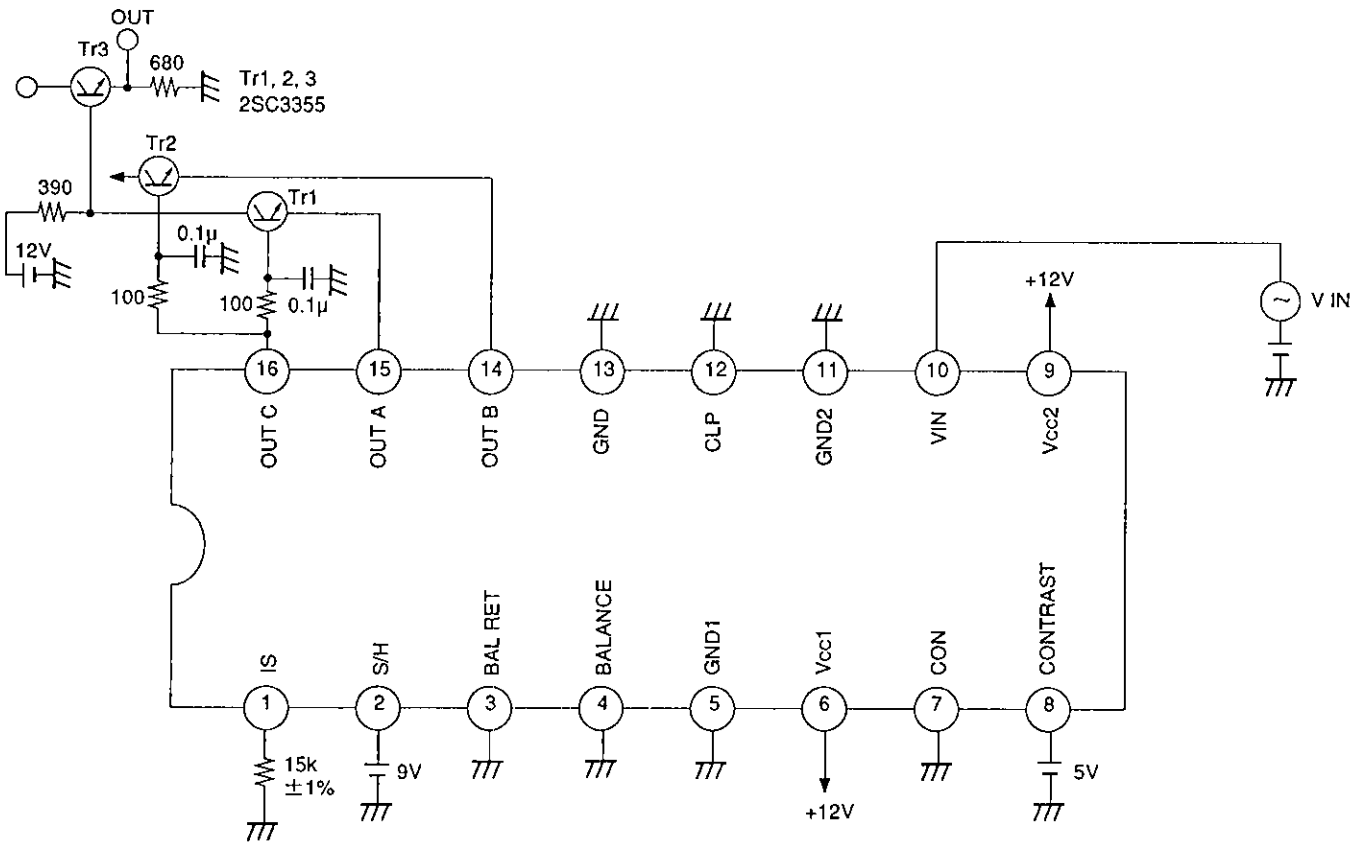 OUT
Tr3
680
Tr1, 2, 3
2SC3355
Tr2
390
Tr1
12V
0.1μ
100
100
0.1μ
+12V
V IN
16
15
14
13
12
11
10
9
OUT C
OUT A
OUT B
GND
CLP
GND2
VIN
Vcc2
IS
S/H
BAL RET
BALANCE
GND1
Vcc1
CON
CONTRAST
1
2
3
4
5
6
7
8
15k
±1%
9V
+12V
5V